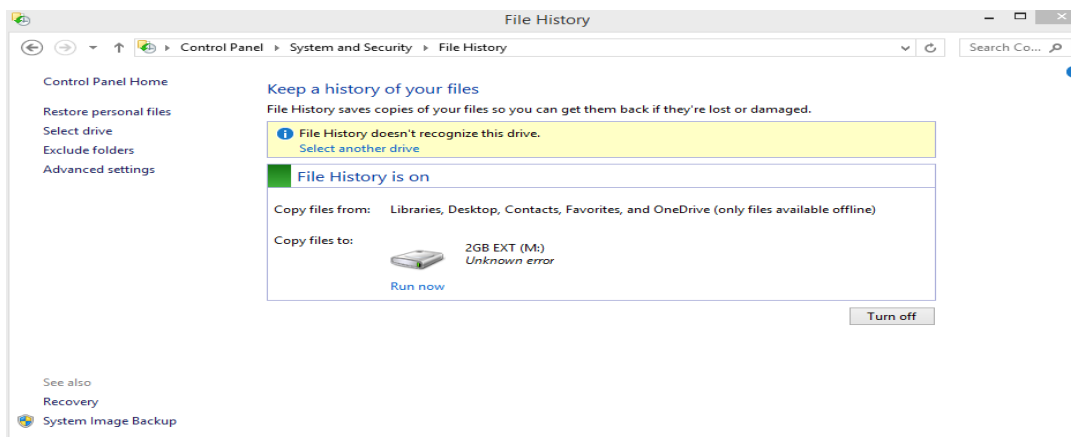 File History
Control Panel System and Security File History Search Co...
Control Panel Home
Restore personal files
Select drive
Exclude folders
Advanced settings
Keep a history of your files
File History saves copies of your files so you can get them back if they're lost or damaged.
File History doesn't recognize this drive.
Select another drive
File History is on
Copy files from: Libraries, Desktop, Contacts, Favorites, and OneDrive (only files available offline)
Copy files to: 2GB EXT (M:)
Unknown error
Run now
Turn off
See also
Recovery
System Image Backup